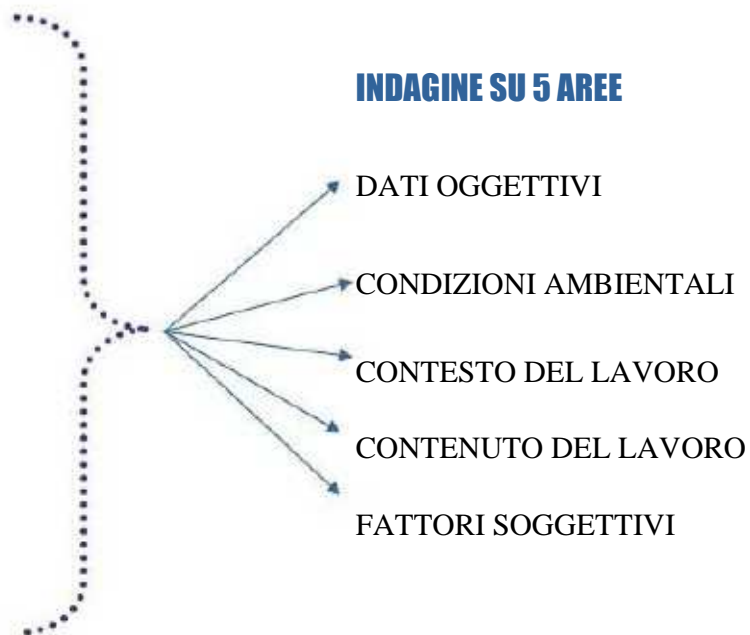 INDAGINE SU 5 AREE
DATI OGGETTIVI
CONDIZIONI AMBIENTALI
CONTESTO DEL LAVORO
CONTENUTO DEL LAVORO
FATTORI SOGGETTIVI